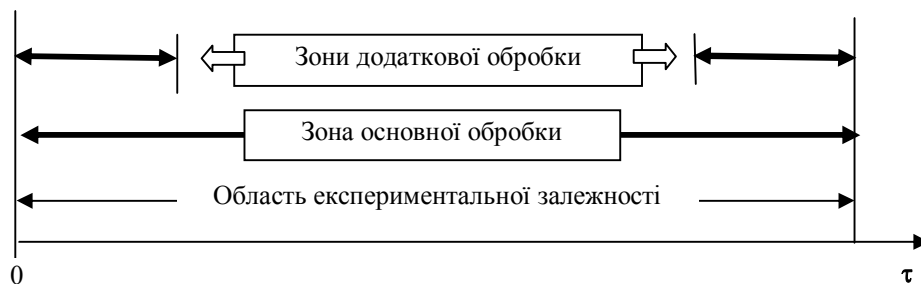 Зони додаткової обробки
Зона основної обробки
Область експериментальної залежності
0
τ